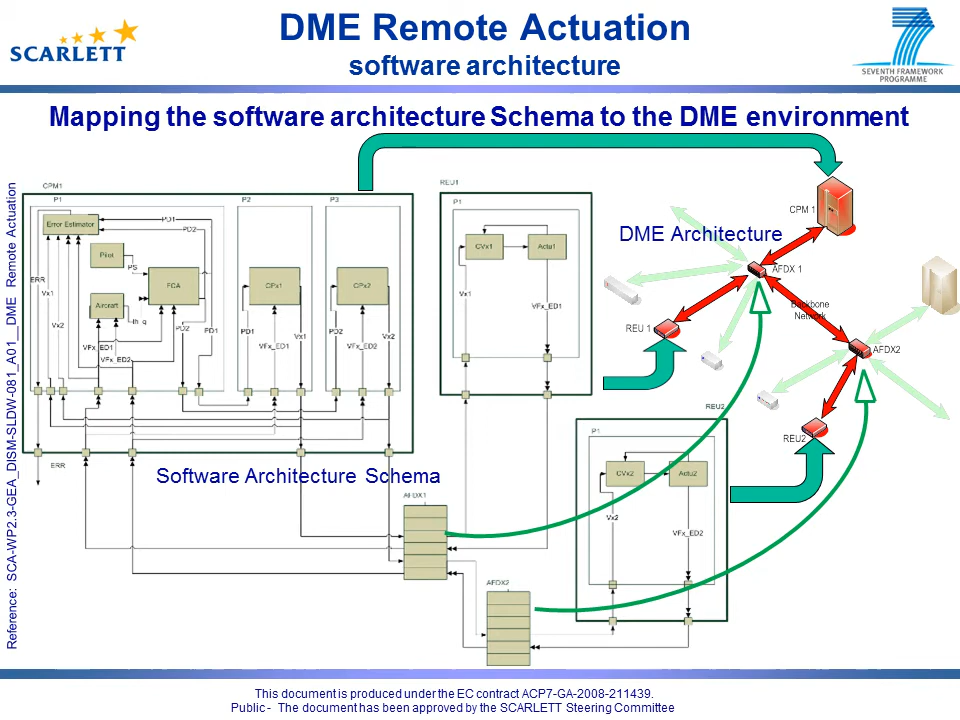 DME Remote Actuation
software architecture
SCARLETT
SEVENTH FRAMEWORK
PROGRAMME
Mapping the software architecture Schema to the DME environment
Reference: SCA-WP2.3-GEA_DISM-SLDW-081_A01__DME Remote Actuation
CPM1
P1
P2
P3
Error Estimator
PD1
PD2
Pilot
PS
ERR
Vx1
Vx2
FCA
Aircraft
th_q
VFx_ED1
VFx_ED2
PD2
PD1
CPx1
PD1
VFx_ED1
Vx1
CPx2
PD2
VFx_ED2
Vx2
ERR
REU1
P1
CVx1
Actu1
Vx1
VFx_ED1
DME Architecture
CPM 1
AFDX 1
Backbone
Network
REU 1
AFDX2
REU2
REU2
P1
CVx2
Actu2
Vx2
VFx_ED2
Software Architecture Schema
AFDX1
AFDX2
This document is produced under the EC contract ACP7-GA-2008-211439.
Public - The document has been approved by the SCARLETT Steering Committee